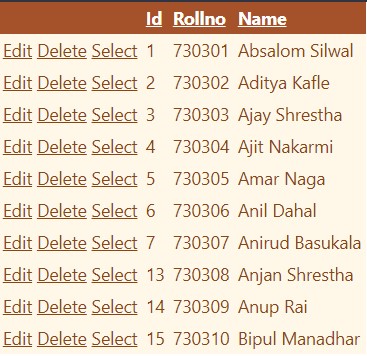 Id Rollno Name
Edit Delete Select 1 730301 Absalom Silwal
Edit Delete Select 2 730302 Aditya Kafle
Edit Delete Select 3 730303 Ajay Shrestha
Edit Delete Select 4 730304 Ajit Nakarmi
Edit Delete Select 5 730305 Amar Naga
Edit Delete Select 6 730306 Anil Dahal
Edit Delete Select 7 730307 Anirud Basukala
Edit Delete Select 13 730308 Anjan Shrestha
Edit Delete Select 14 730309 Anup Rai
Edit Delete Select 15 730310 Bipul Manadhar